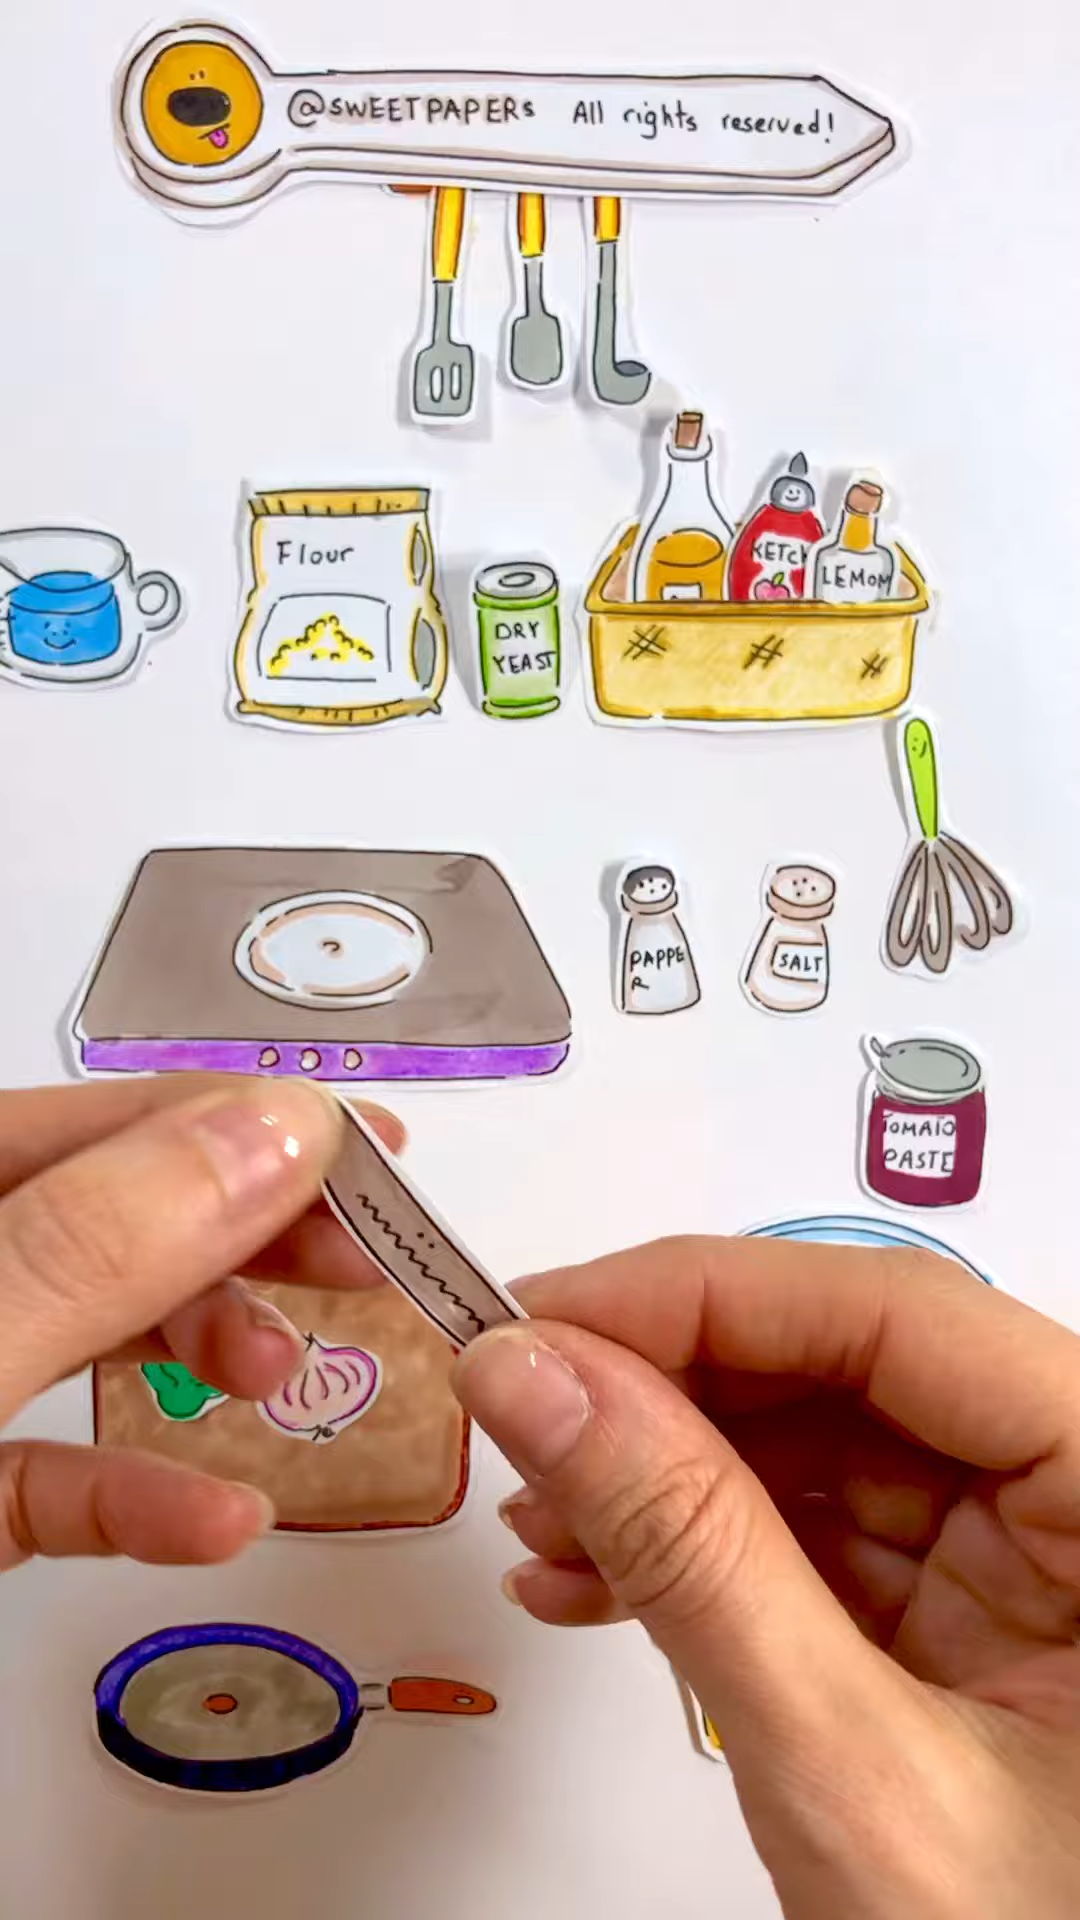 @SWEETPAPERS All rights reserved!
Flour
DRY
YEAST
KETCH
LEMON
PAPPE
R
SALT
TOMATO
PASTE